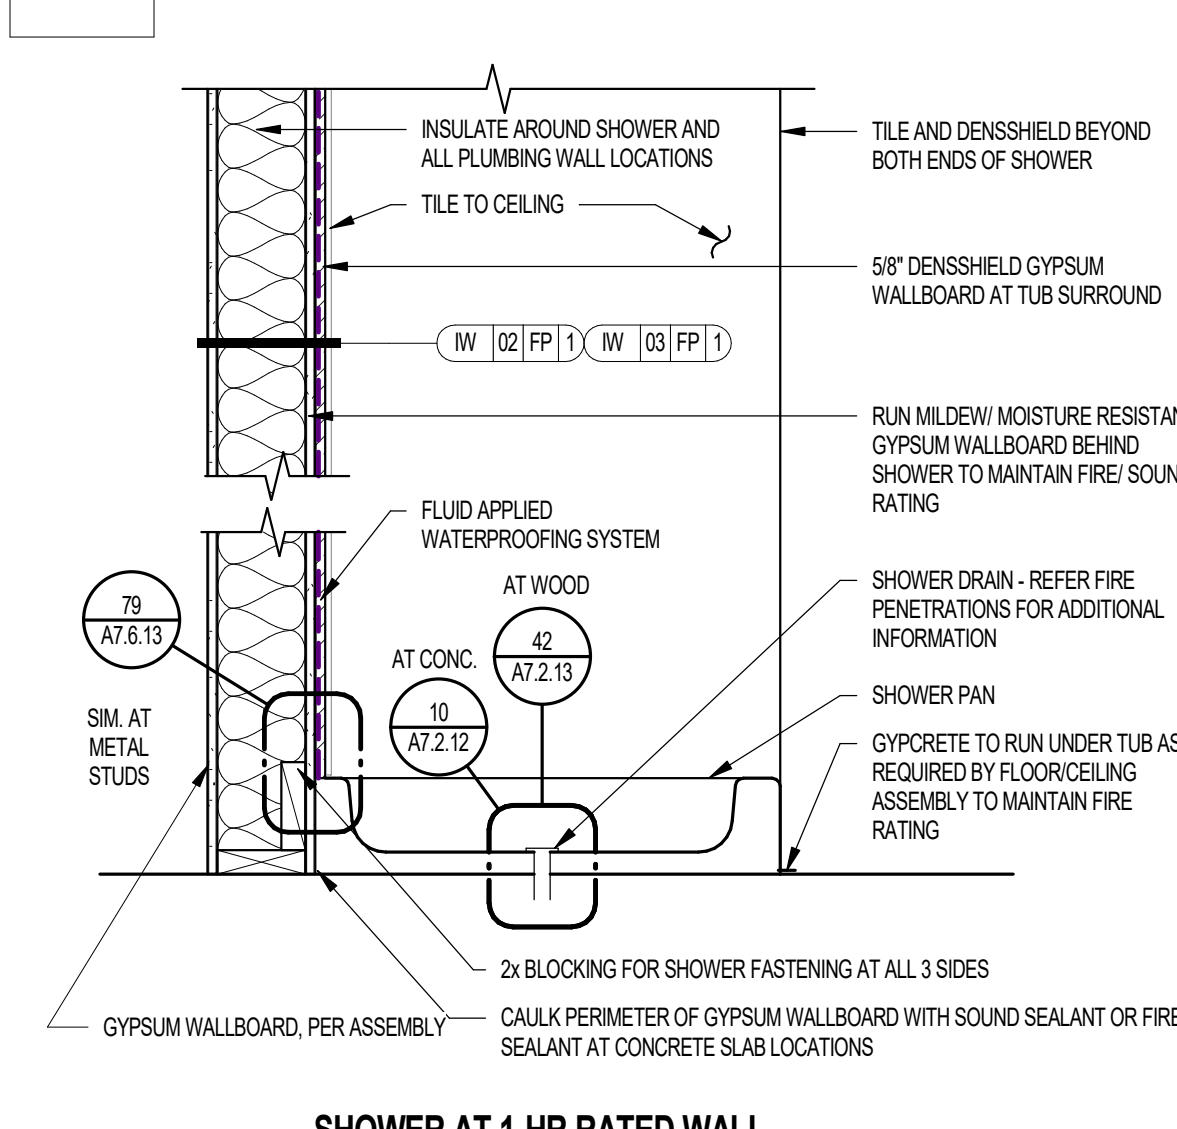 INSULATE AROUND SHOWER AND
ALL PLUMBING WALL LOCATIONS
TILE AND DENSSHIELD BEYOND
BOTH ENDS OF SHOWER
TILE TO CEILING
5/8" DENSSHIELD GYPSUM
WALLBOARD AT TUB SURROUND
IW 02 FP 1 IW 03 FP 1
RUN MILDEW/ MOISTURE RESISTAN
GYPSUM WALLBOARD BEHIND
SHOWER TO MAINTAIN FIRE/ SOUN
RATING
FLUID APPLIED
WATERPROOFING SYSTEM
AT WOOD
42
A7.2.13
79
A7.6.13
AT CONC.
10
A7.2.12
SHOWER DRAIN - REFER FIRE
PENETRATIONS FOR ADDITIONAL
INFORMATION
SIM. AT
METAL
STUDS
SHOWER PAN
GYPCRETE TO RUN UNDER TUB AS
REQUIRED BY FLOOR/CEILING
ASSEMBLY TO MAINTAIN FIRE
RATING
2x BLOCKING FOR SHOWER FASTENING AT ALL 3 SIDES
GYPSUM WALLBOARD, PER ASSEMBLY
CAULK PERIMETER OF GYPSUM WALLBOARD WITH SOUND SEALANT OR FIRE
SEALANT AT CONCRETE SLAB LOCATIONS
SHOWER AT 1 HR RATED WALL